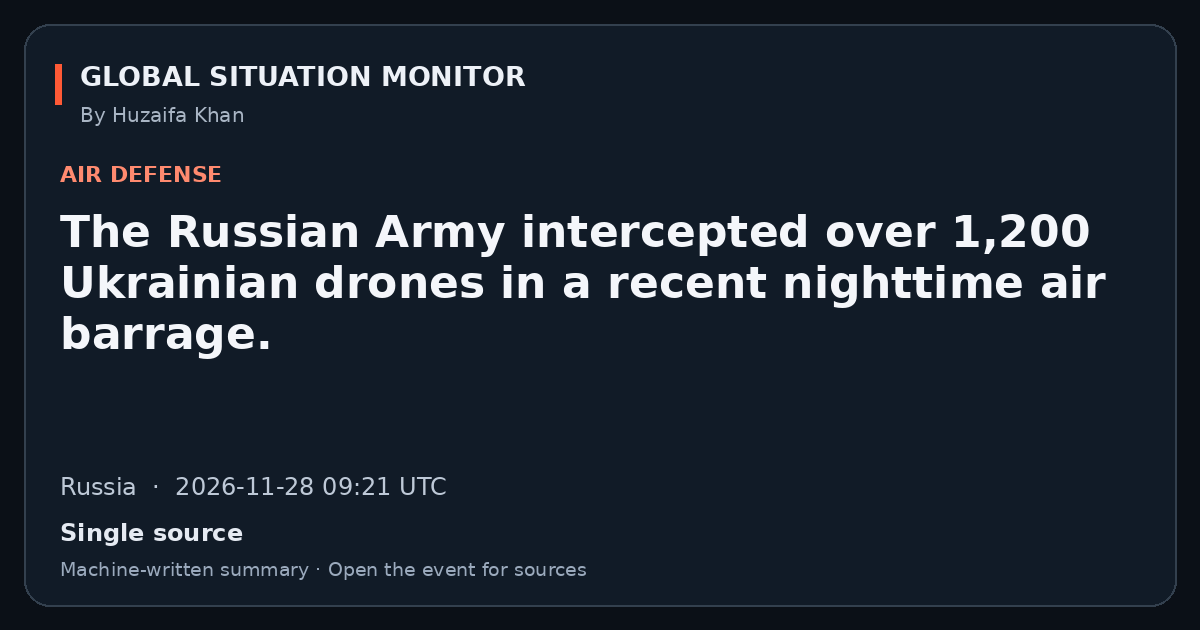 GLOBAL SITUATION MONITOR
By Huzaifa Khan
AIR DEFENSE
The Russian Army intercepted over 1,200
Ukrainian drones in a recent nighttime air
barrage.
Russia · 2026-11-28 09:21 UTC
Single source
Machine-written summary · Open the event for sources